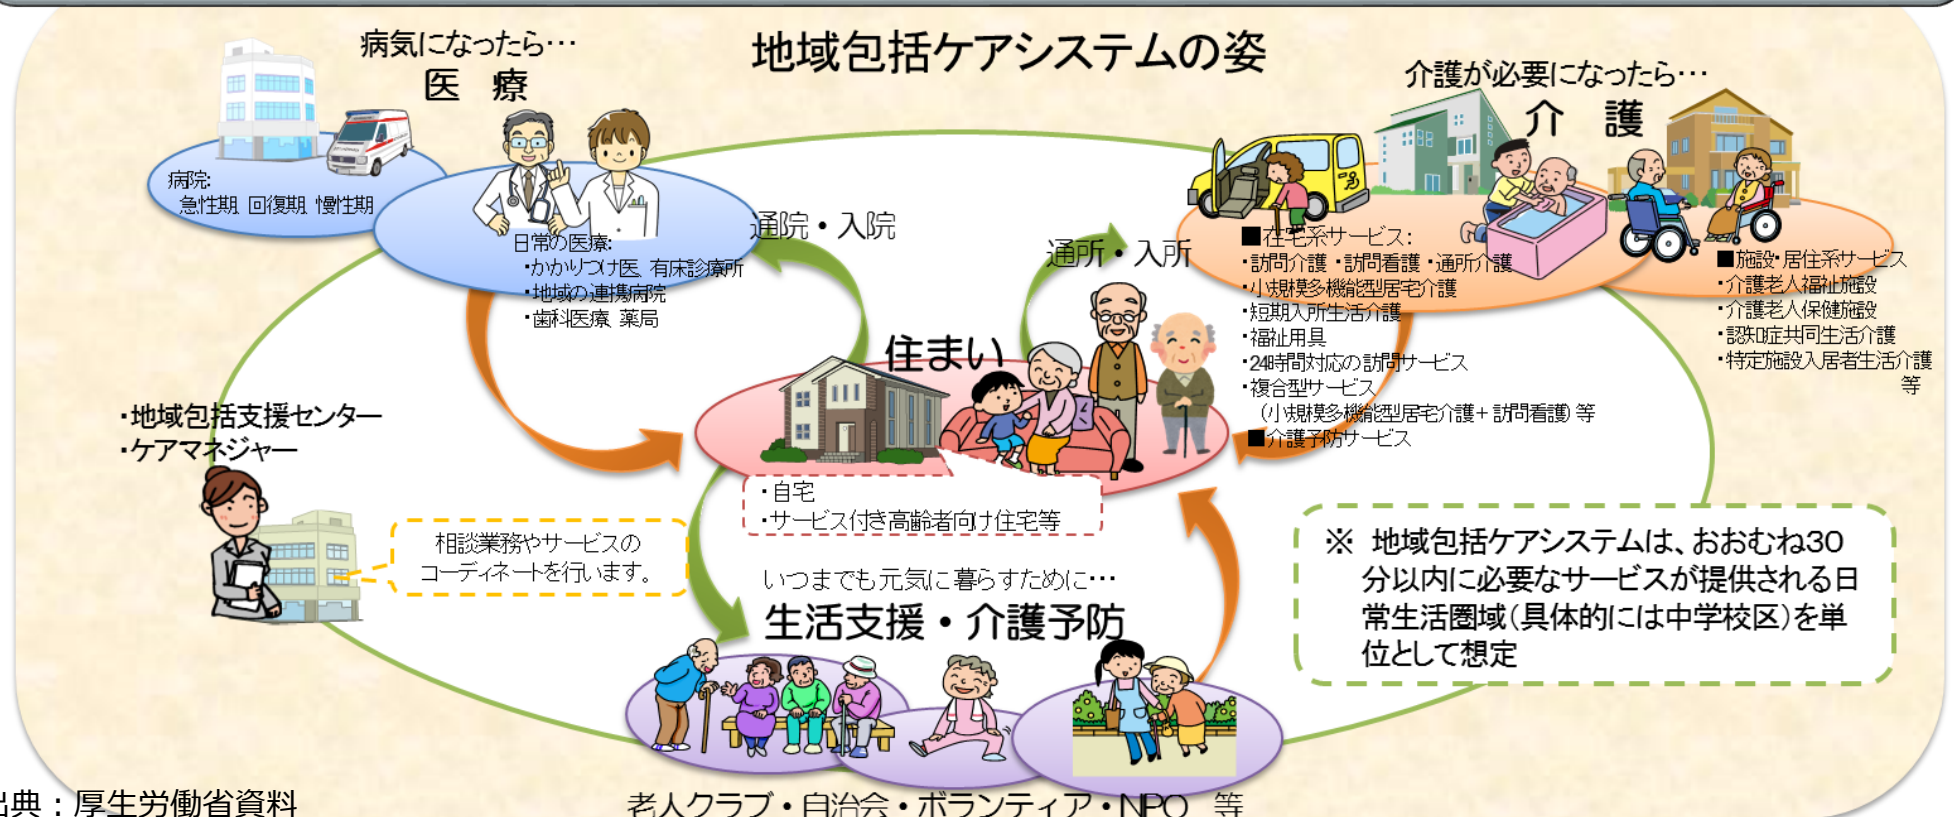 地域包括ケアシステムの姿
病気になったら…
医 療
病院:
急性期 回復期 慢性期
日常の医療:
・かかりつけ医、有床診療所
・地域の連携病院
・歯科医療、薬局
通院・入院
通所・入所
介護が必要になったら…
介 護
■在宅系サービス:
・訪問介護 ・訪問看護 ・通所介護
・小規模多機能型居宅介護
・短期入所生活介護
・福祉用具
・24時間対応の訪問サービス
・複合型サービス
(小規模多機能型居宅介護+訪問看護) 等
■介護予防サービス
■施設・居住系サービス
・介護老人福祉施設
・介護老人保健施設
・認知症共同生活介護
・特定施設入居者生活介護
等
住まい
・自宅
・サービス付き高齢者向け住宅等
・地域包括支援センター
・ケアマネジャー
相談業務やサービスの
コーディネートを行います。
いつまでも元気に暮らすために…
生活支援・介護予防
老人クラブ・自治会・ボランティア・NPO 等
※ 地域包括ケアシステムは、おおむね30
分以内に必要なサービスが提供される日
常生活圏域(具体的には中学校区)を単
位として想定
出典:厚生労働省資料